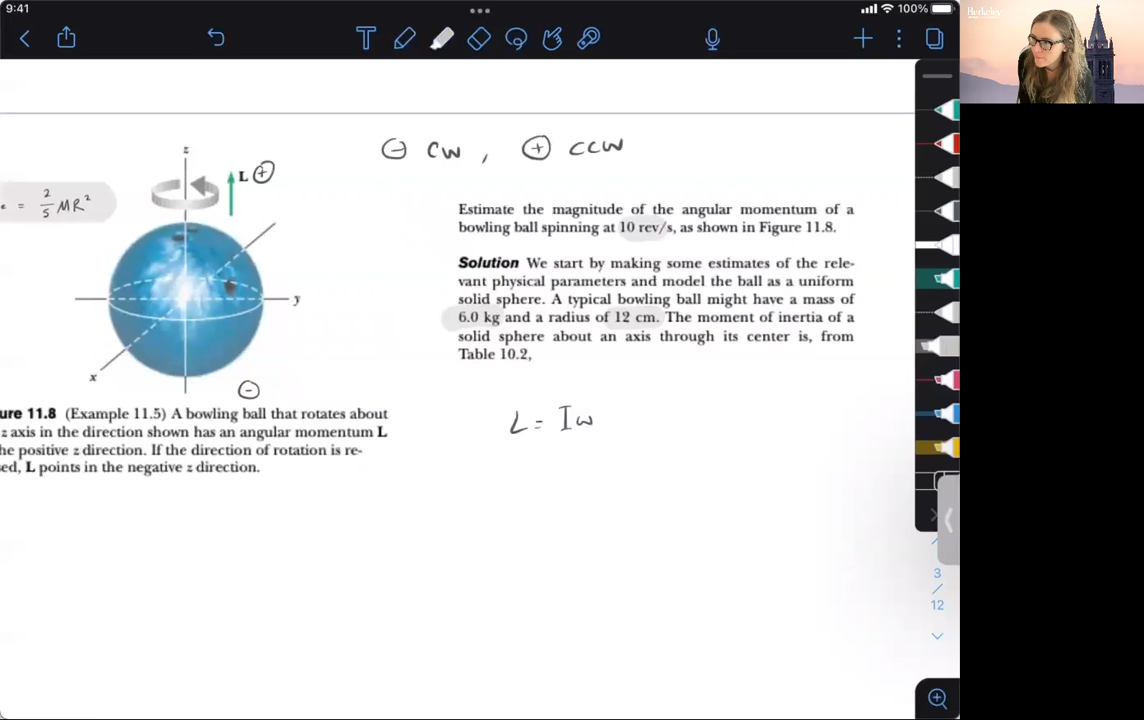 9:41
100%
Berkeley
⊖ CW , ⊕ CCW
z
L ⊕
= 2/5 MR²
y
x
⊖
Estimate the magnitude of the angular momentum of a
bowling ball spinning at 10 rev/s, as shown in Figure 11.8.
Solution We start by making some estimates of the rele-
vant physical parameters and model the ball as a uniform
solid sphere. A typical bowling ball might have a mass of
6.0 kg and a radius of 12 cm. The moment of inertia of a
solid sphere about an axis through its center is, from
Table 10.2,
L = Iω
ure 11.8 (Example 11.5) A bowling ball that rotates about
z axis in the direction shown has an angular momentum L
he positive z direction. If the direction of rotation is re-
sed, L points in the negative z direction.
3
/
12